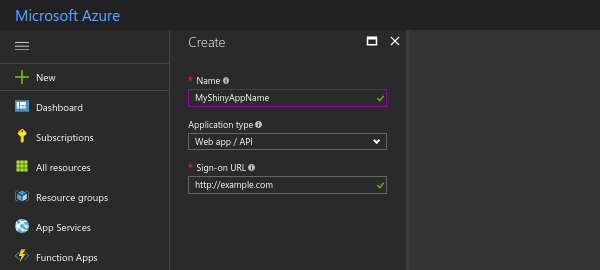 Microsoft Azure
Create
New
* Name
MyShinyAppName
Dashboard
Application type
Subscriptions
Web app / API
All resources
* Sign-on URL
Resource groups
http://example.com
App Services
Function Apps